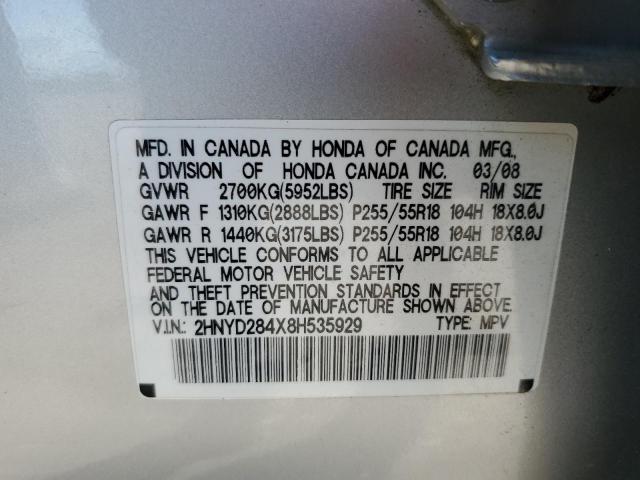 MFD. IN CANADA BY HONDA OF CANADA MFG.,
A DIVISION OF HONDA CANADA INC. 03/08
GVWR 2700KG(5952LBS) TIRE SIZE RIM SIZE
GAWR F 1310KG(2888LBS) P255/55R18 104H 18X8.0J
GAWR R 1440KG(3175LBS) P255/55R18 104H 18X8.0J
THIS VEHICLE CONFORMS TO ALL APPLICABLE
FEDERAL MOTOR VEHICLE SAFETY
AND THEFT PREVENTION STANDARDS IN EFFECT
ON THE DATE OF MANUFACTURE SHOWN ABOVE.
V.I.N.: 2HNYD284X8H535929 TYPE: MPV